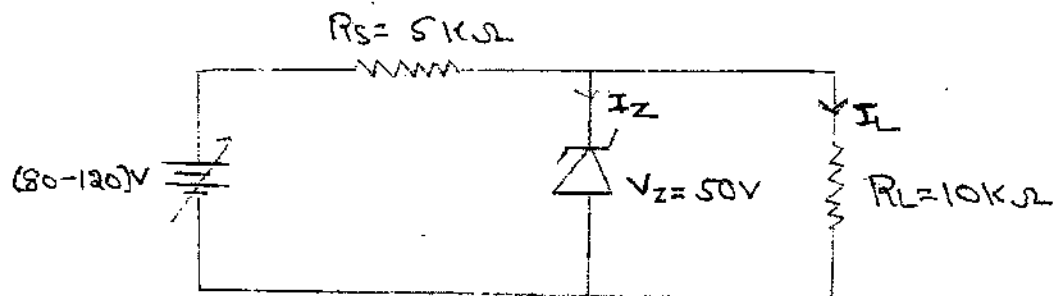 RS= 5KΩ
IZ
IL
(80-120)V
VZ= 50V
RL=10KΩ